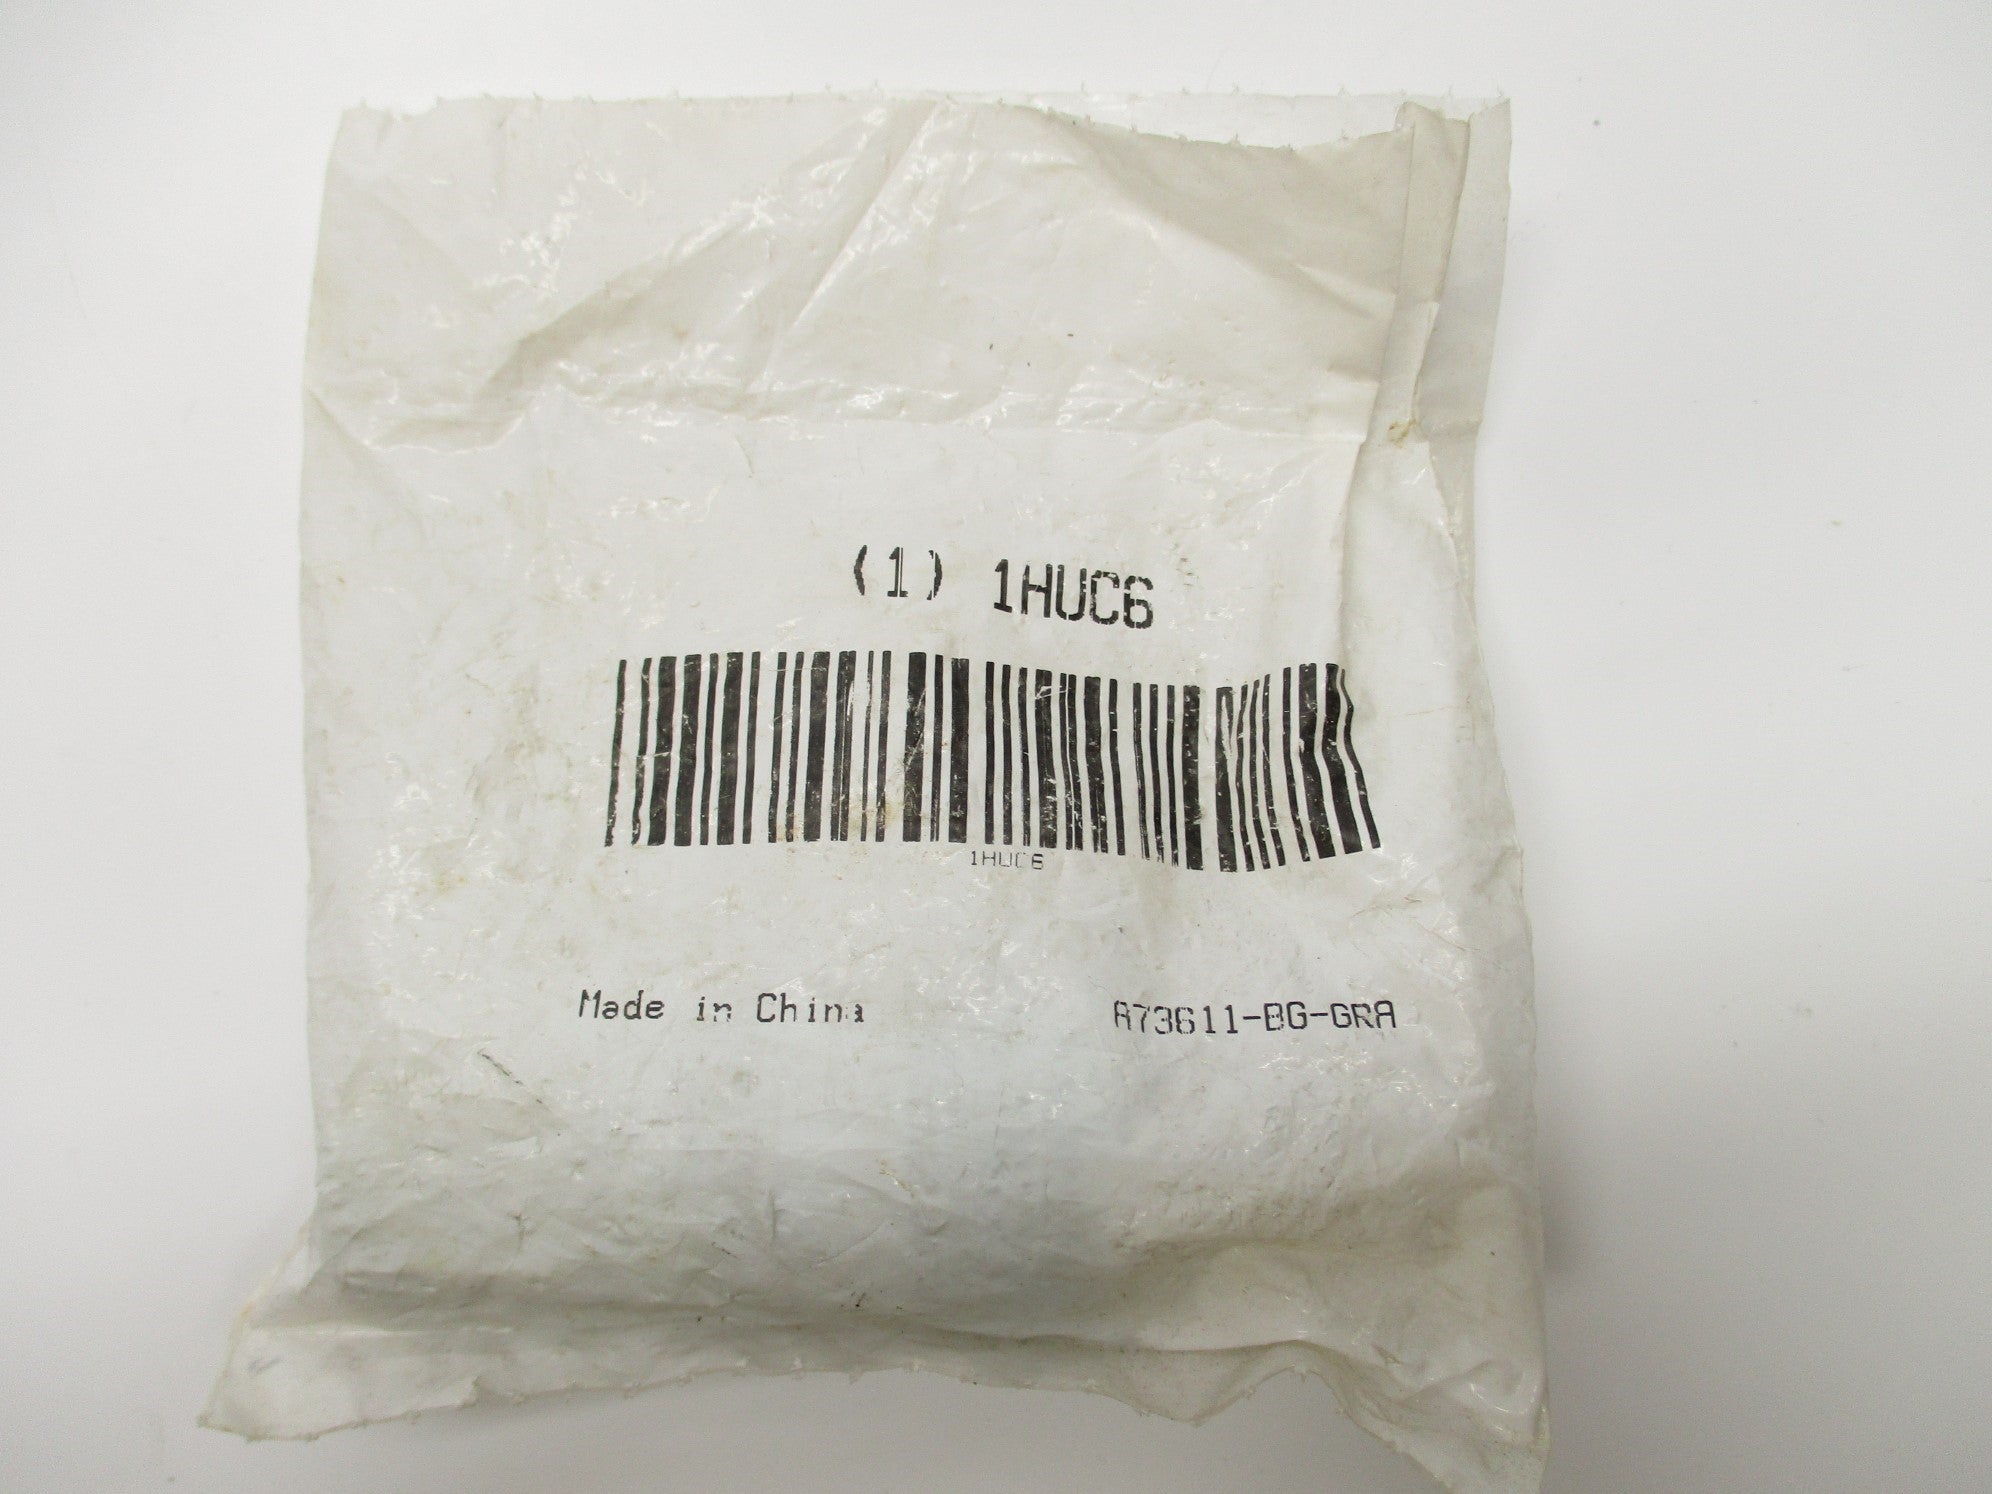 (1) 1HUC6
1HUC6
Made in China
A73611-BG-GRA